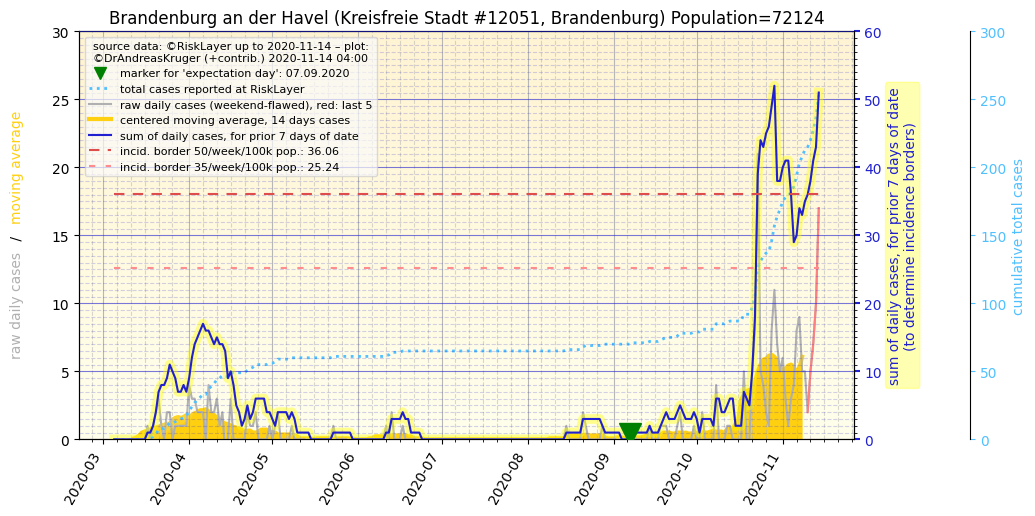 Brandenburg an der Havel (Kreisfreie Stadt #12051, Brandenburg) Population=72124
source data: ©RiskLayer up to 2020-11-14 – plot:
©DrAndreasKruger (+contrib.) 2020-11-14 04:00
marker for 'expectation day': 07.09.2020
total cases reported at RiskLayer
raw daily cases (weekend-flawed), red: last 5
centered moving average, 14 days cases
sum of daily cases, for prior 7 days of date
incid. border 50/week/100k pop.: 36.06
incid. border 35/week/100k pop.: 25.24
raw daily cases / moving average
30
25
20
15
10
5
0
60
50
40
30
20
10
0
sum of daily cases, for prior 7 days of date
(to determine incidence borders)
300
250
200
150
100
50
0
cumulative total cases
2020-03
2020-04
2020-05
2020-06
2020-07
2020-08
2020-09
2020-10
2020-11